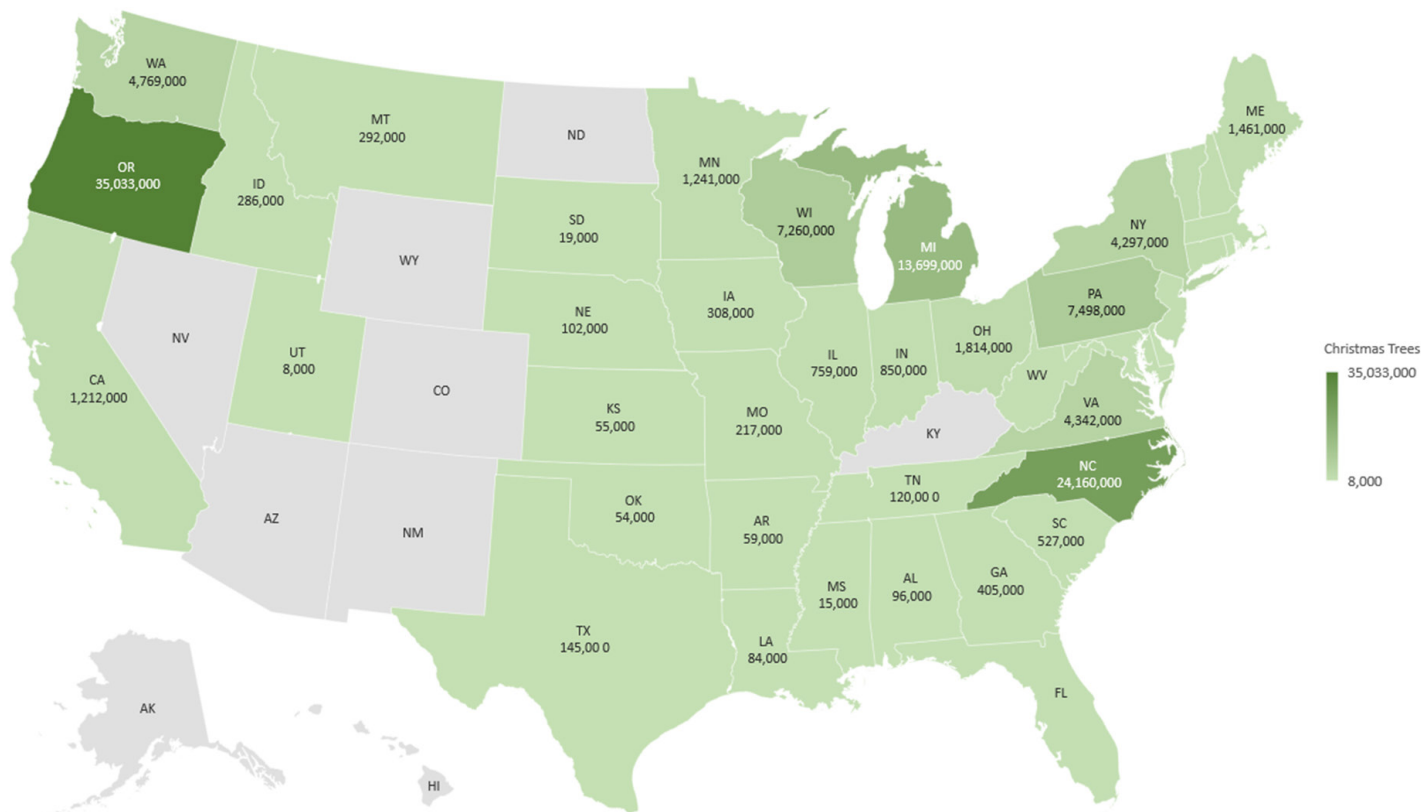 WA
4,769,000
MT
292,000
ND
ME
1,461,000
OR
35,033,000
ID
286,000
MN
1,241,000
SD
19,000
WI
7,260,000
NY
4,297,000
WY
MI
13,699,000
NE
102,000
IA
308,000
PA
7,498,000
NV
UT
8,000
IL
759,000
IN
850,000
OH
1,814,000
Christmas Trees
35,033,000
8,000
CA
1,212,000
CO
KS
55,000
MO
217,000
WV
VA
4,342,000
KY
NC
24,160,000
AZ
NM
OK
54,000
AR
59,000
TN
120,00 0
SC
527,000
MS
15,000
AL
96,000
GA
405,000
TX
145,00 0
LA
84,000
FL
AK
HI